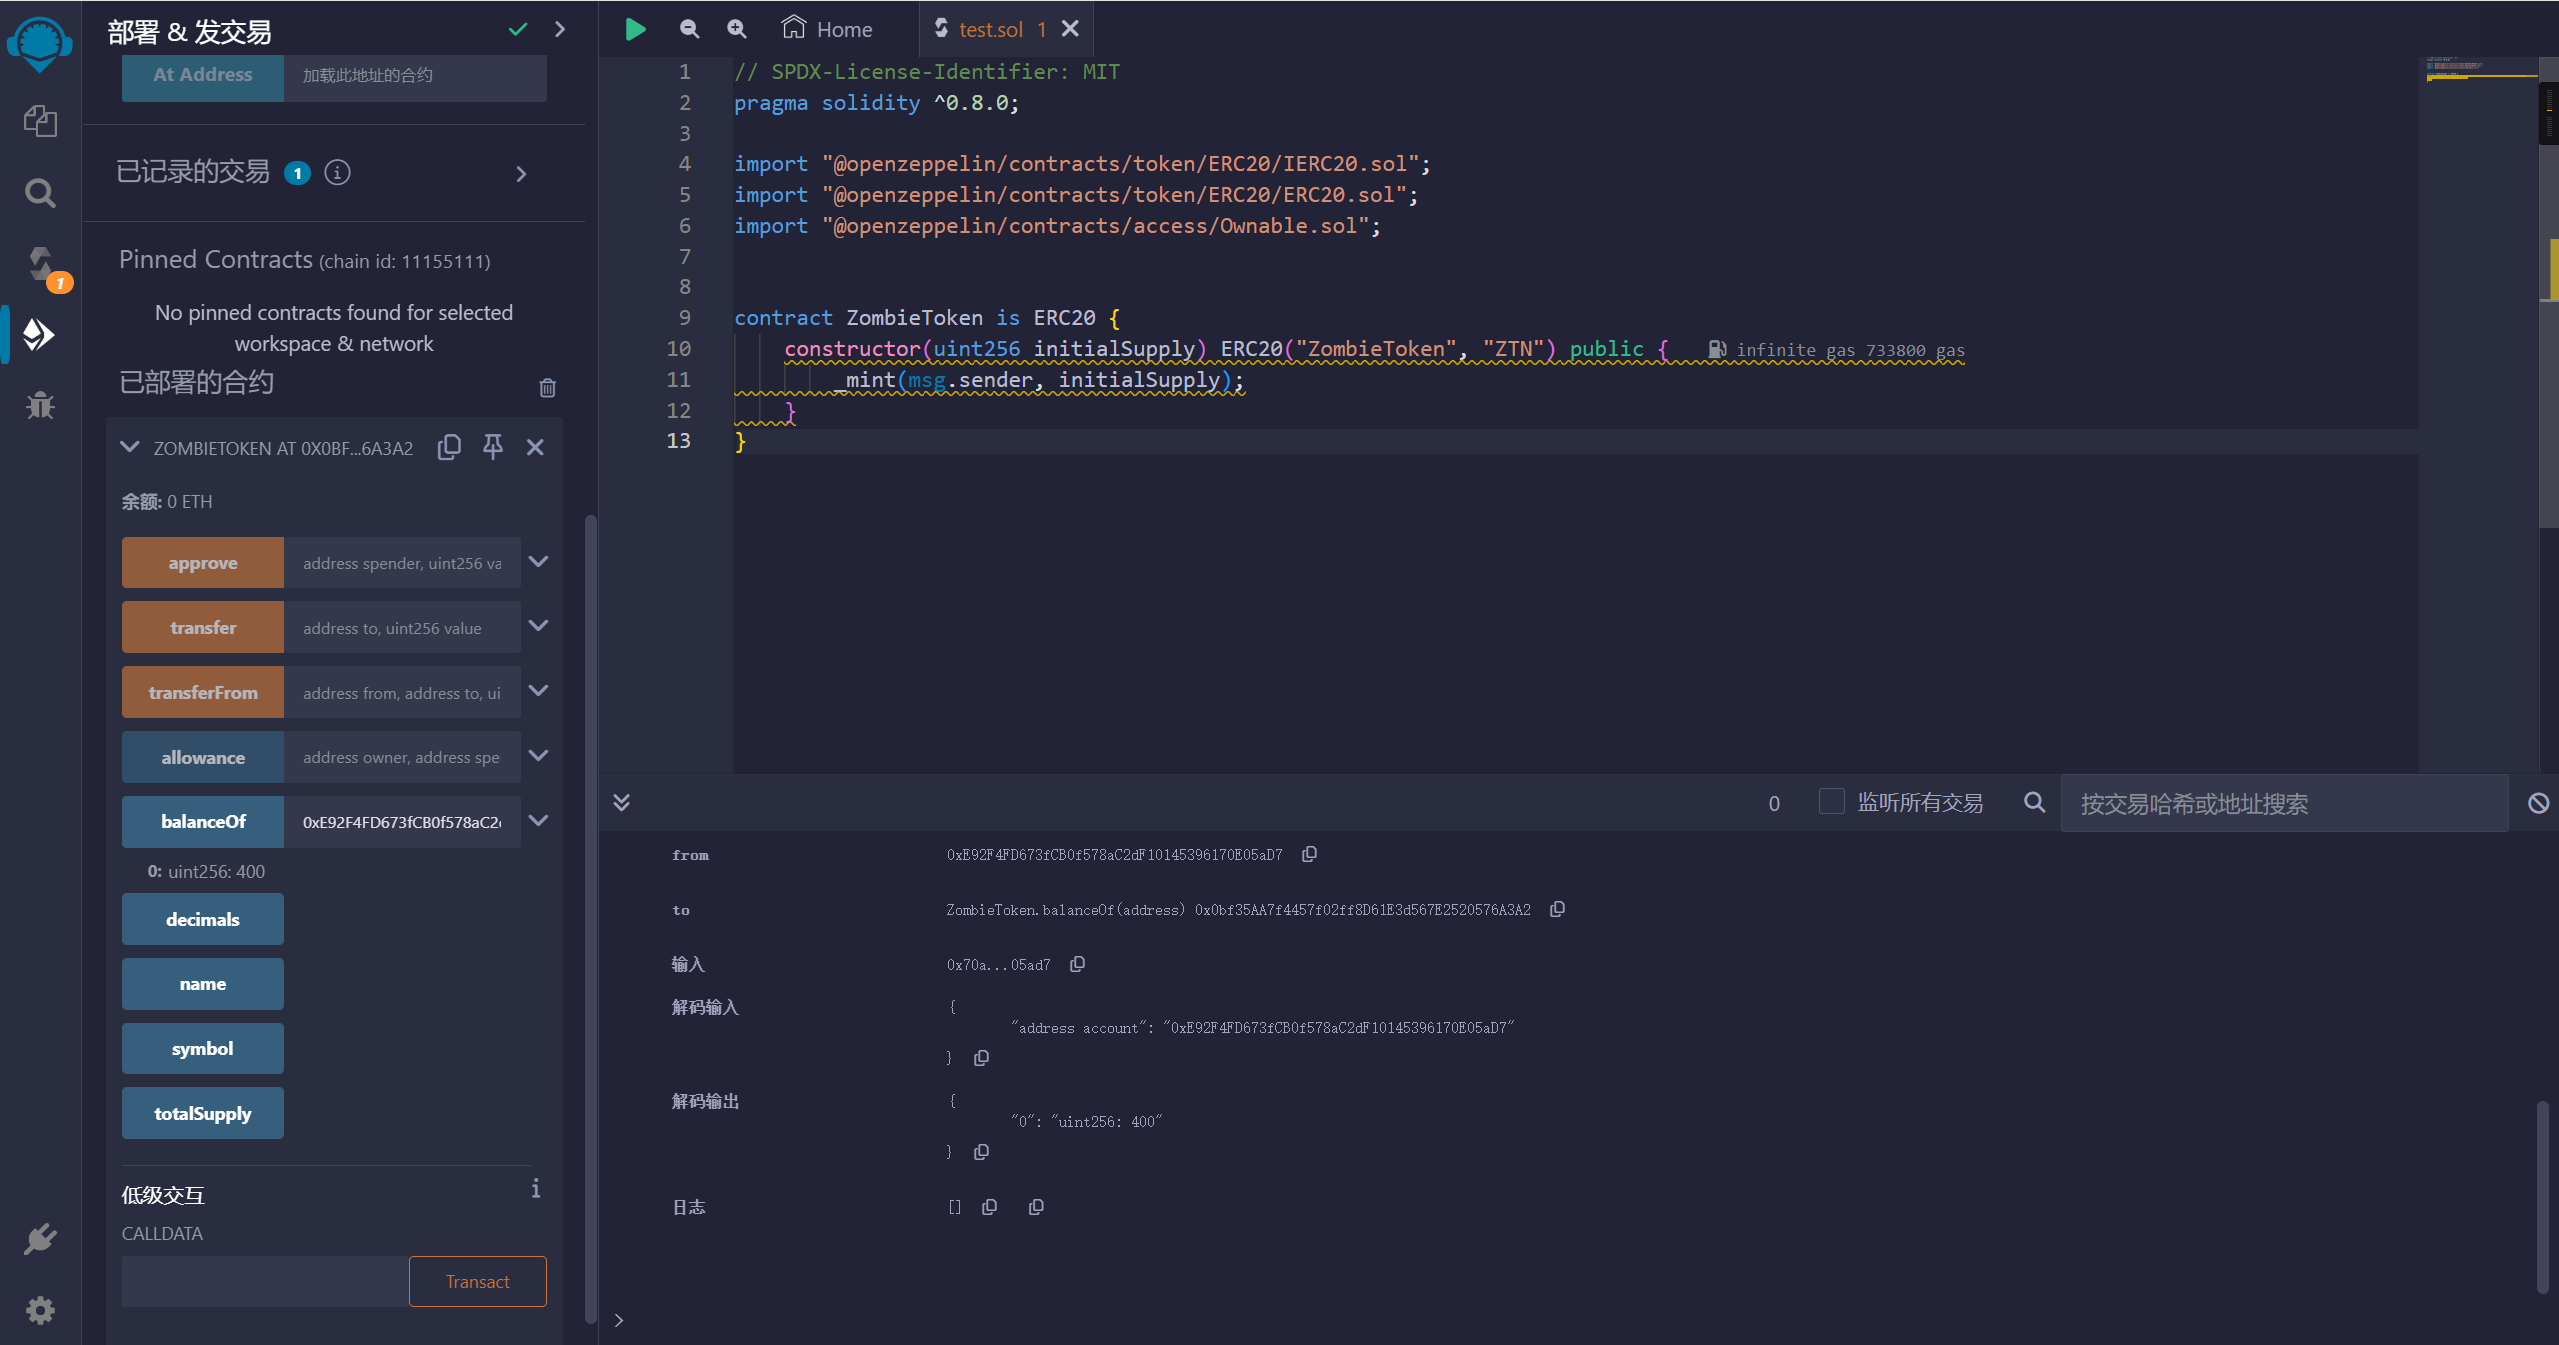 部署 & 发交易
At Address 加载此地址的合约
已记录的交易 1
Pinned Contracts (chain id: 11155111)
No pinned contracts found for selected
workspace & network
已部署的合约
ZOMBIETOKEN AT 0X0BF...6A3A2
余额: 0 ETH
approve address spender, uint256 va
transfer address to, uint256 value
transferFrom address from, address to, ui
allowance address owner, address spe
balanceOf 0xE92F4FD673fCB0f578aC2
0: uint256: 400
decimals
name
symbol
totalSupply
低级交互
CALLDATA
Transact
1
Home
test.sol 1
1 // SPDX-License-Identifier: MIT
2 pragma solidity ^0.8.0;
3
4 import "@openzeppelin/contracts/token/ERC20/IERC20.sol";
5 import "@openzeppelin/contracts/token/ERC20/ERC20.sol";
6 import "@openzeppelin/contracts/access/Ownable.sol";
7
8
9 contract ZombieToken is ERC20 {
10 constructor(uint256 initialSupply) ERC20("ZombieToken", "ZTN") public { infinite gas 733800 gas
11 _mint(msg.sender, initialSupply);
12 }
13 }
0 监听所有交易 按交易哈希或地址搜索
from 0xE92F4FD673fCB0f578aC2dF10145396170E05aD7
to ZombieToken.balanceOf(address) 0x0bf35AA7f4457f02ff8D61E3d567E2520576A3A2
输入 0x70a...05ad7
解码输入 {
"address account": "0xE92F4FD673fCB0f578aC2dF10145396170E05aD7"
}
解码输出 {
"0": "uint256: 400"
}
日志 []
>